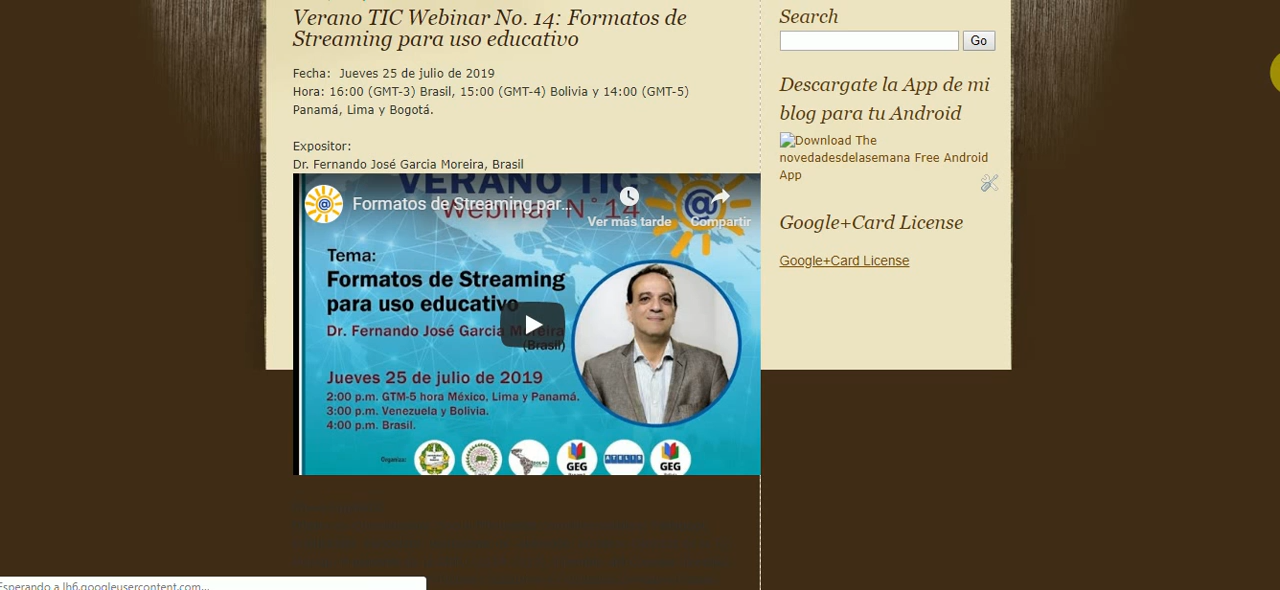 Verano TIC Webinar No. 14: Formatos de
Streaming para uso educativo
Fecha:  Jueves 25 de julio de 2019
Hora: 16:00 (GMT-3) Brasil, 15:00 (GMT-4) Bolivia y 14:00 (GMT-5)
Panamá, Lima y Bogotá.
Expositor:
Dr. Fernando José Garcia Moreira, Brasil
VERANO TIC
Webinar N°14
Formatos de Streaming par...
Ver más tarde
Compartir
Tema:
Formatos de Streaming
para uso educativo
Dr. Fernando José Garcia Moreira
(Brasil)
Jueves 25 de julio de 2019
2:00 p.m. GTM-5 hora México, Lima y Panamá.
3:00 p.m. Venezuela y Bolivia.
4:00 p.m. Brasil.
Organiza:
GEG
ATELIS
GEG
Search
Go
Descargate la App de mi
blog para tu Android
Download The
novedadesdelasemana Free Android
App
Google+Card License
Google+Card License
Esperando a lh6.googleusercontent.com...